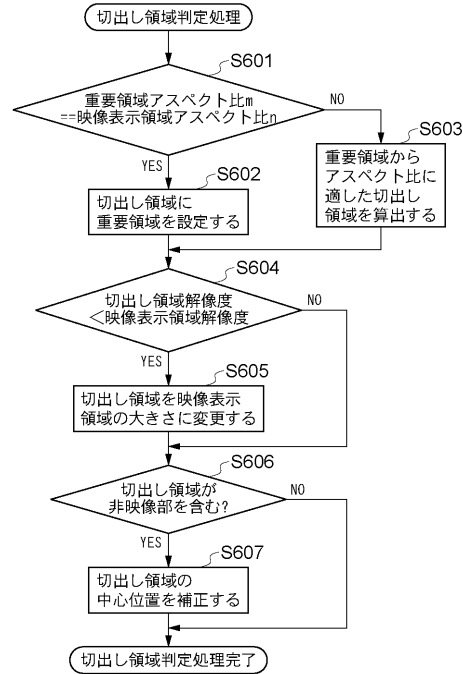 切出し領域判定処理
S601
重要領域アスペクト比m
==映像表示領域アスペクト比n
NO
YES
S603
重要領域から
アスペクト比に
適した切出し
領域を算出する
S602
切出し領域に
重要領域を設定する
S604
切出し領域解像度
<映像表示領域解像度
NO
YES
S605
切出し領域を映像表示
領域の大きさに変更する
S606
切出し領域が
非映像部を含む?
NO
YES
S607
切出し領域の
中心位置を補正する
切出し領域判定処理完了